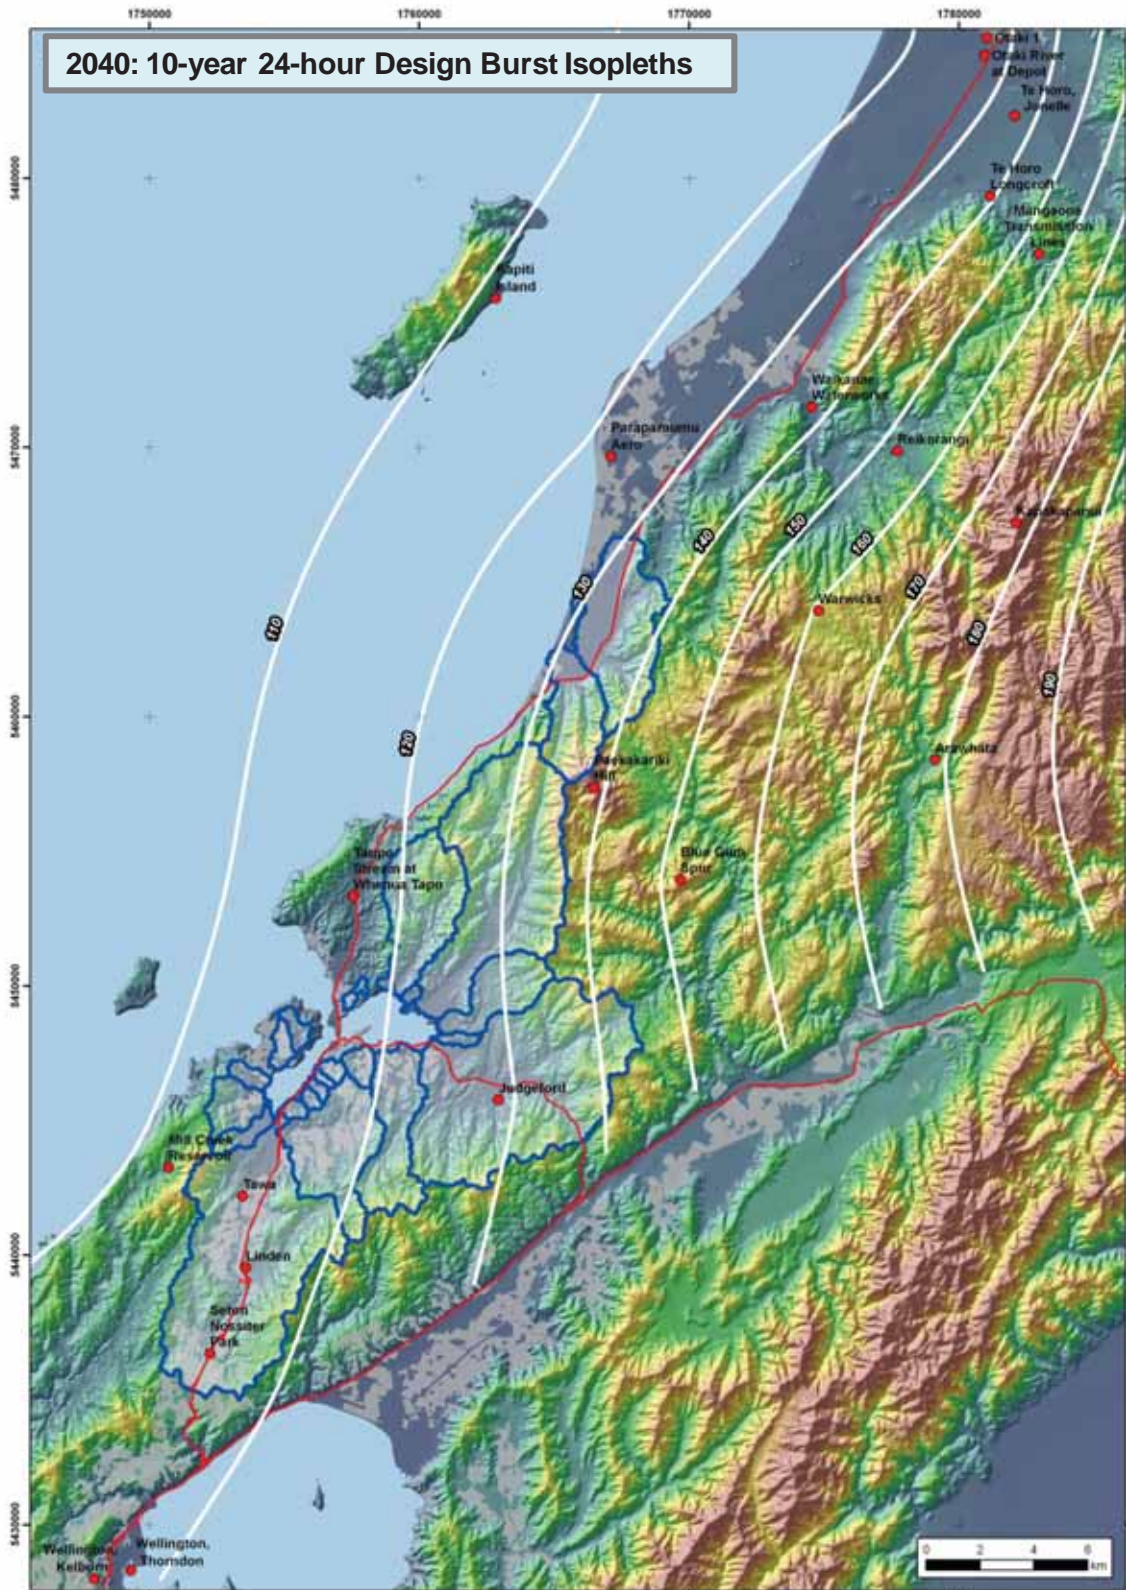 1750000
1760000
1770000
1780000
2040: 10-year 24-hour Design Burst Isopleths
Otaki 1
Otaki River
at Depot
Te Horo,
Te Horo
Longcroft
Mangaone
Transmission
Lines
5480000
Kapiti
Island
Waikanae
Waterworks
Paraparaumu
Aero
Reikorangi
5470000
Kapakapanui
140
150
160
130
170
Warwicks
110
180
190
5460000
120
Arawhata
Paekakariki
Hill
Blue Gum
Spur
Taupo
Stream at
Whenua Tapu
5450000
Judgeford
Mill Creek
Reservoir
Tawa
5440000
Linden
Seton
Nossiter
Park
5430000
Wellington,
Kelburn
Wellington,
Thorndon
0 2 4 6
km